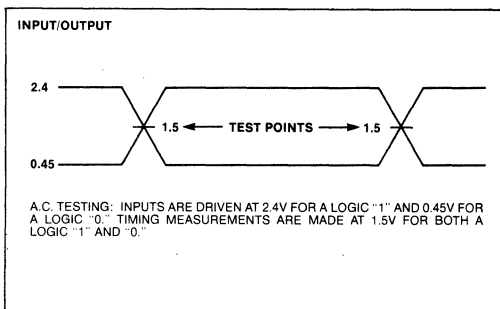 INPUT/OUTPUT
2.4
1.5 TEST POINTS 1.5
0.45
A.C. TESTING: INPUTS ARE DRIVEN AT 2.4V FOR A LOGIC "1" AND 0.45V FOR
A LOGIC "0." TIMING MEASUREMENTS ARE MADE AT 1.5V FOR BOTH A
LOGIC "1" AND "0."